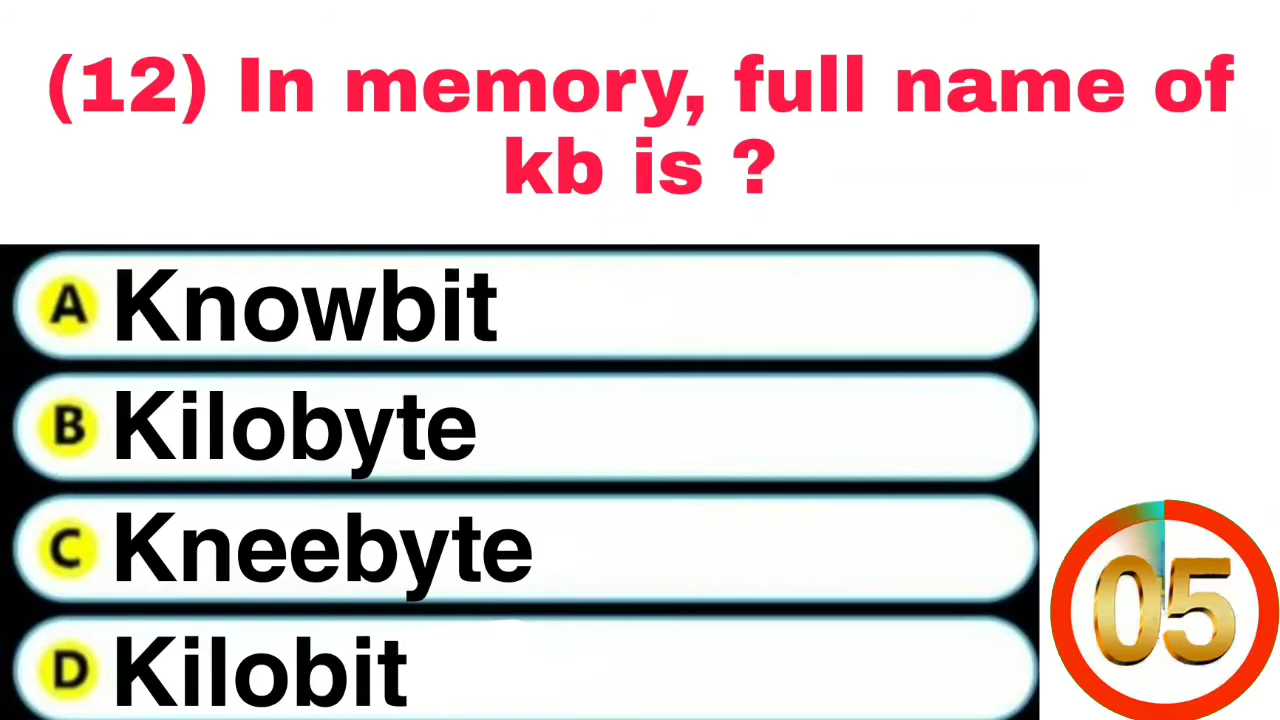 (12) In memory, full name of
kb is ?
A Knowbit
B Kilobyte
C Kneebyte
D Kilobit
05